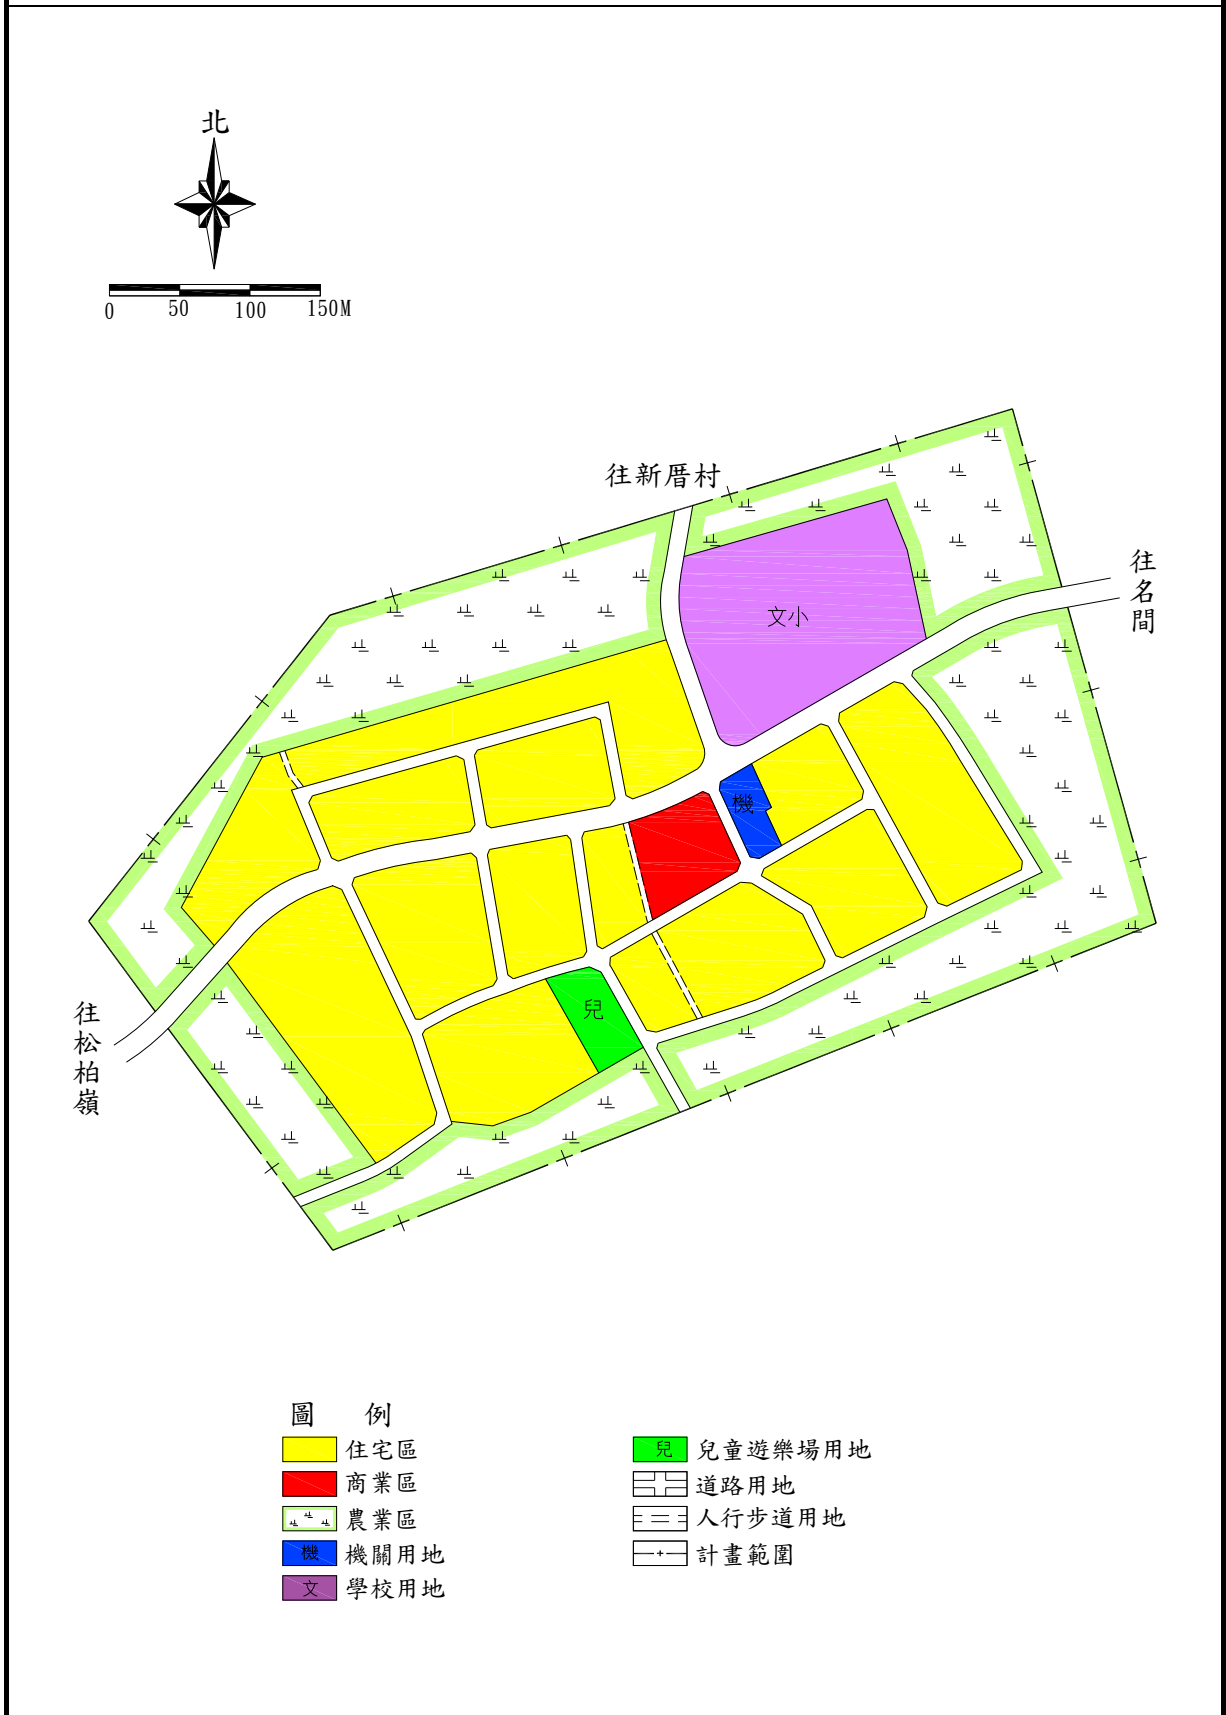 北
0 50 100 150M
往新厝村
往名間
文小
機
兒
往松柏嶺
圖 例
住宅區
商業區
農業區
機 機關用地
文 學校用地
兒 兒童遊樂場用地
道路用地
人行步道用地
計畫範圍